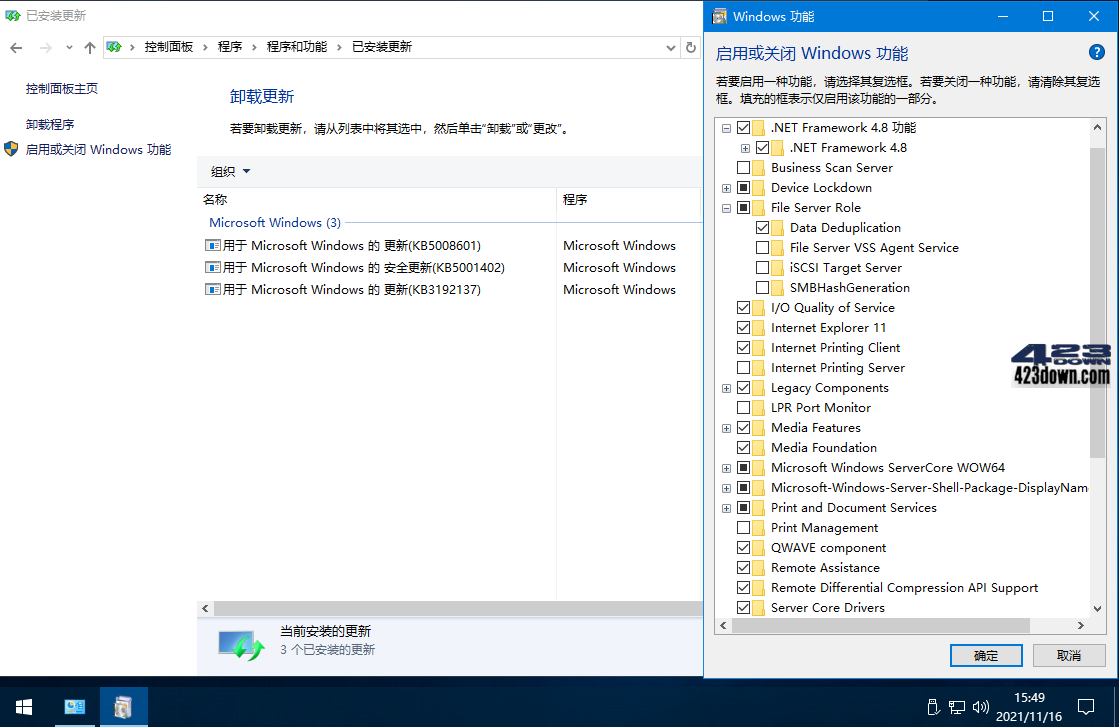 已安装更新
控制面板 程序 程序和功能 已安装更新
控制面板主页
卸载程序
启用或关闭 Windows 功能
卸载更新
若要卸载更新，请从列表中将其选中，然后单击“卸载”或“更改”。
组织
名称 程序
Microsoft Windows (3)
用于 Microsoft Windows 的 更新(KB5008601) Microsoft Windows
用于 Microsoft Windows 的 安全更新(KB5001402) Microsoft Windows
用于 Microsoft Windows 的 更新(KB3192137) Microsoft Windows
当前安装的更新
3 个已安装的更新
Windows 功能
启用或关闭 Windows 功能
若要启用一种功能，请选择其复选框。若要关闭一种功能，请清除其复选
框。填充的框表示仅启用该功能的一部分。
.NET Framework 4.8 功能
.NET Framework 4.8
Business Scan Server
Device Lockdown
File Server Role
Data Deduplication
File Server VSS Agent Service
iSCSI Target Server
SMBHashGeneration
I/O Quality of Service
Internet Explorer 11
Internet Printing Client
Internet Printing Server
Legacy Components
LPR Port Monitor
Media Features
Media Foundation
Microsoft Windows ServerCore WOW64
Microsoft-Windows-Server-Shell-Package-DisplayName
Print and Document Services
Print Management
QWAVE component
Remote Assistance
Remote Differential Compression API Support
Server Core Drivers
423
DOWN
423down.com
确定 取消
15:49
2021/11/16